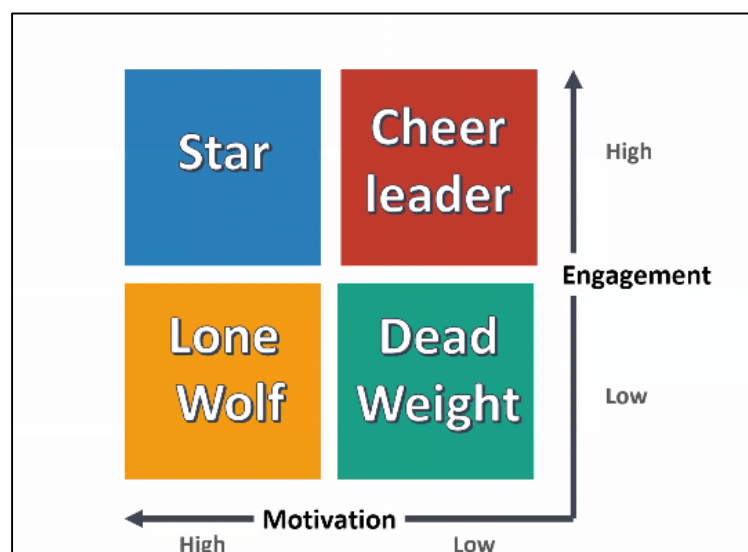 Star
Cheer
leader
High
Engagement
Lone
Wolf
Dead
Weight
Low
Motivation
High
Low